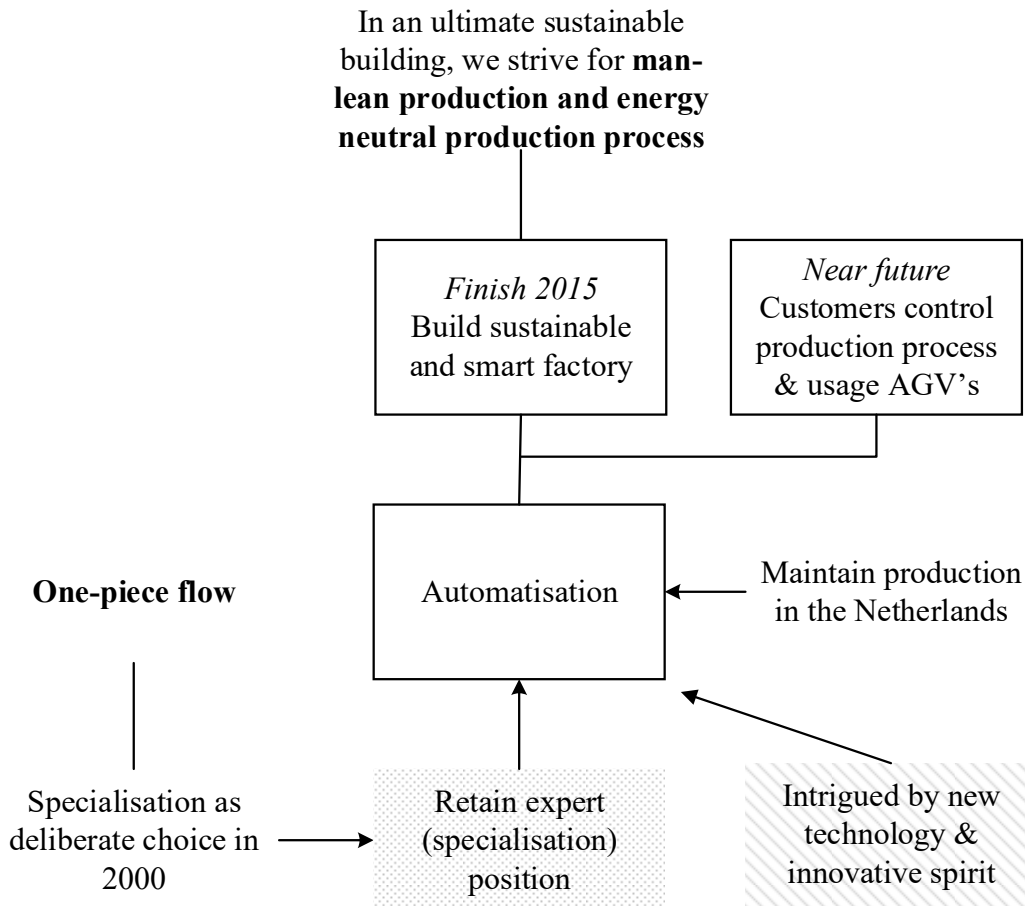 In an ultimate sustainable
building, we strive for man-
lean production and energy
neutral production process
Finish 2015
Build sustainable
and smart factory
Near future
Customers control
production process
& usage AGV's
One-piece flow
Automatisation
Maintain production
in the Netherlands
Specialisation as
deliberate choice in
2000
Retain expert
(specialisation)
position
Intrigued by new
technology &
innovative spirit